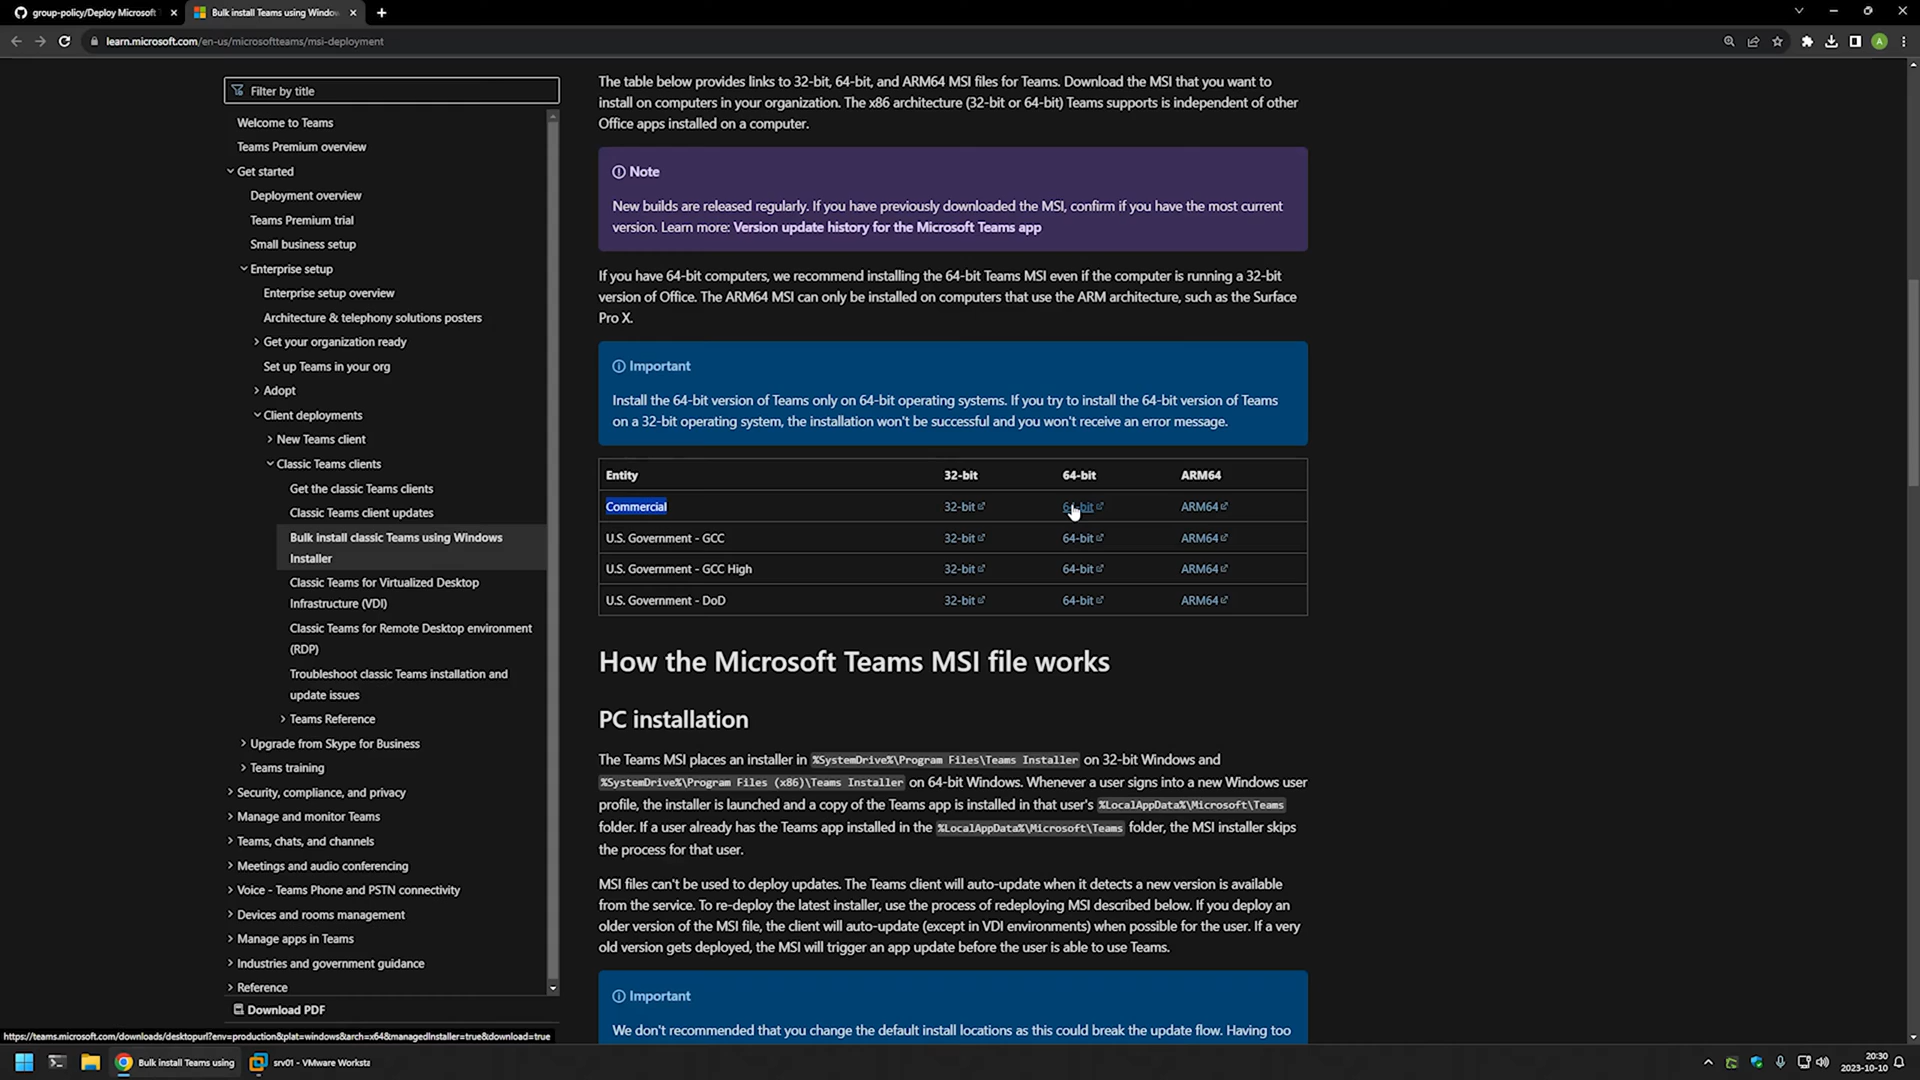 group-policy/Deploy Microsoft
Bulk install Teams using Window
learn.microsoft.com/en-us/microsoftteams/msi-deployment
A
Filter by title
Welcome to Teams
Teams Premium overview
Get started
Deployment overview
Teams Premium trial
Small business setup
Enterprise setup
Enterprise setup overview
Architecture & telephony solutions posters
Get your organization ready
Set up Teams in your org
Adopt
Client deployments
New Teams client
Classic Teams clients
Get the classic Teams clients
Classic Teams client updates
Bulk install classic Teams using Windows
Installer
Classic Teams for Virtualized Desktop
Infrastructure (VDI)
Classic Teams for Remote Desktop environment
(RDP)
Troubleshoot classic Teams installation and
update issues
Teams Reference
Upgrade from Skype for Business
Teams training
Security, compliance, and privacy
Manage and monitor Teams
Teams, chats, and channels
Meetings and audio conferencing
Voice - Teams Phone and PSTN connectivity
Devices and rooms management
Manage apps in Teams
Industries and government guidance
Reference
Download PDF
The table below provides links to 32-bit, 64-bit, and ARM64 MSI files for Teams. Download the MSI that you want to
install on computers in your organization. The x86 architecture (32-bit or 64-bit) Teams supports is independent of other
Office apps installed on a computer.
Note
New builds are released regularly. If you have previously downloaded the MSI, confirm if you have the most current
version. Learn more: Version update history for the Microsoft Teams app
If you have 64-bit computers, we recommend installing the 64-bit Teams MSI even if the computer is running a 32-bit
version of Office. The ARM64 MSI can only be installed on computers that use the ARM architecture, such as the Surface
Pro X.
Important
Install the 64-bit version of Teams only on 64-bit operating systems. If you try to install the 64-bit version of Teams
on a 32-bit operating system, the installation won't be successful and you won't receive an error message.
Entity 32-bit 64-bit ARM64
Commercial 32-bit 64-bit ARM64
U.S. Government - GCC 32-bit 64-bit ARM64
U.S. Government - GCC High 32-bit 64-bit ARM64
U.S. Government - DoD 32-bit 64-bit ARM64
How the Microsoft Teams MSI file works
PC installation
The Teams MSI places an installer in %SystemDrive%\Program Files\Teams Installer on 32-bit Windows and
%SystemDrive%\Program Files (x86)\Teams Installer on 64-bit Windows. Whenever a user signs into a new Windows user
profile, the installer is launched and a copy of the Teams app is installed in that user's %LocalAppData%\Microsoft\Teams
folder. If a user already has the Teams app installed in the %LocalAppData%\Microsoft\Teams folder, the MSI installer skips
the process for that user.
MSI files can't be used to deploy updates. The Teams client will auto-update when it detects a new version is available
from the service. To re-deploy the latest installer, use the process of redeploying MSI described below. If you deploy an
older version of the MSI file, the client will auto-update (except in VDI environments) when possible for the user. If a very
old version gets deployed, the MSI will trigger an app update before the user is able to use Teams.
Important
We don't recommended that you change the default install locations as this could break the update flow. Having too
https://teams.microsoft.com/downloads/desktopurl?env=production&plat=windows&arch=x64&managedInstaller=true&download=true
Bulk install Teams using
srv01 - VMware Worksta
20:30
2023-10-10